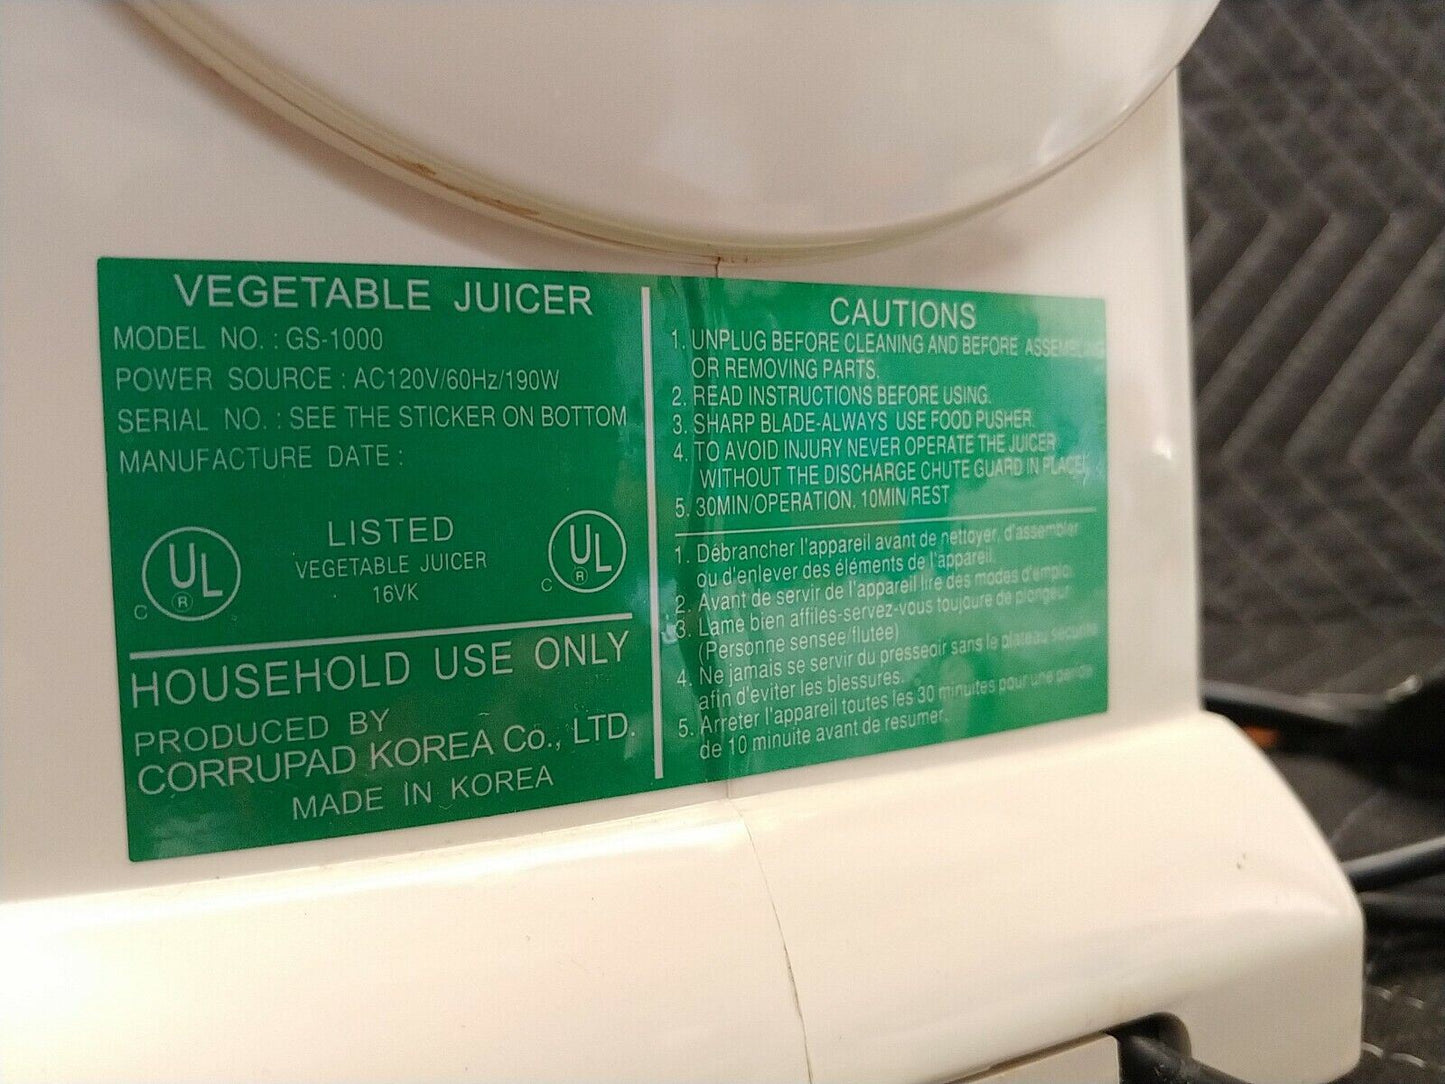 VEGETABLE JUICER
MODEL NO. : GS-1000
POWER SOURCE : AC120V/60Hz/190W
SERIAL NO. : SEE THE STICKER ON BOTTOM
MANUFACTURE DATE :
C UL ®
LISTED
VEGETABLE JUICER
16VK
C UL ®
HOUSEHOLD USE ONLY
PRODUCED BY
CORRUPAD KOREA Co., LTD.
MADE IN KOREA
CAUTIONS
1. UNPLUG BEFORE CLEANING AND BEFORE ASSEMBLING
OR REMOVING PARTS.
2. READ INSTRUCTIONS BEFORE USING.
3. SHARP BLADE-ALWAYS USE FOOD PUSHER.
4. TO AVOID INJURY NEVER OPERATE THE JUICER
WITHOUT THE DISCHARGE CHUTE GUARD IN PLACE!
5. 30MIN/OPERATION. 10MIN/REST
1. Débrancher l'appareil avant de nettoyer, d'assembler
ou d'enlever des éléments de l'appareil.
2. Avant de servir de l'appareil lire des modes d'emploi.
3. Lame bien affilés-servez-vous toujoure de plongeur
(Personne sensee/flutée)
4. Ne jamais se servir du presseoir sans le plateau sécurité
afin d'eviter les blessures.
5. Arreter l'appareil toutes les 30 minuites pour une peride
de 10 minuite avant de resumer.